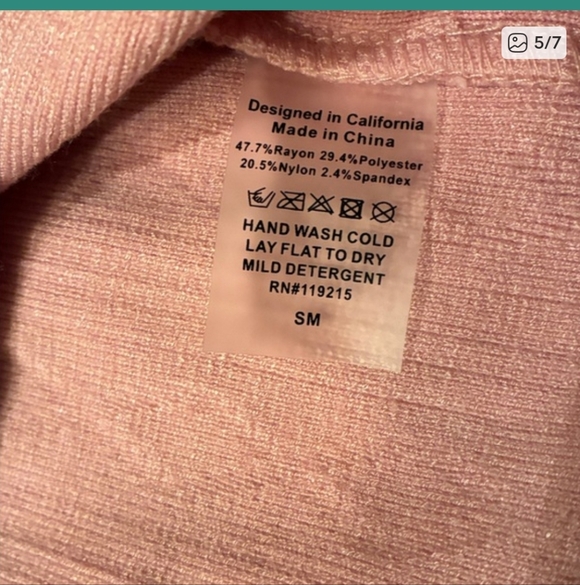 5/7
Designed in California
Made in China
47.7%Rayon 29.4%Polyester
20.5%Nylon 2.4%Spandex
HAND WASH COLD
LAY FLAT TO DRY
MILD DETERGENT
RN#119215
SM